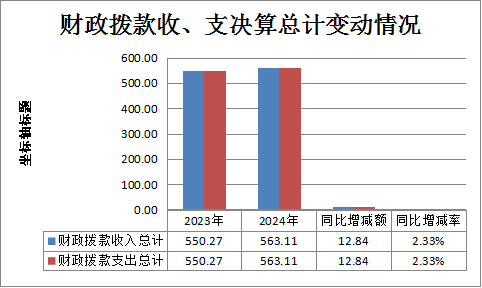 财政拨款收、支决算总计变动情况
坐标轴标题
600.00
500.00
400.00
300.00
200.00
100.00
0.00
2023年 2024年 同比增减额 同比增减率
财政拨款收入总计 550.27 563.11 12.84 2.33%
财政拨款支出总计 550.27 563.11 12.84 2.33%